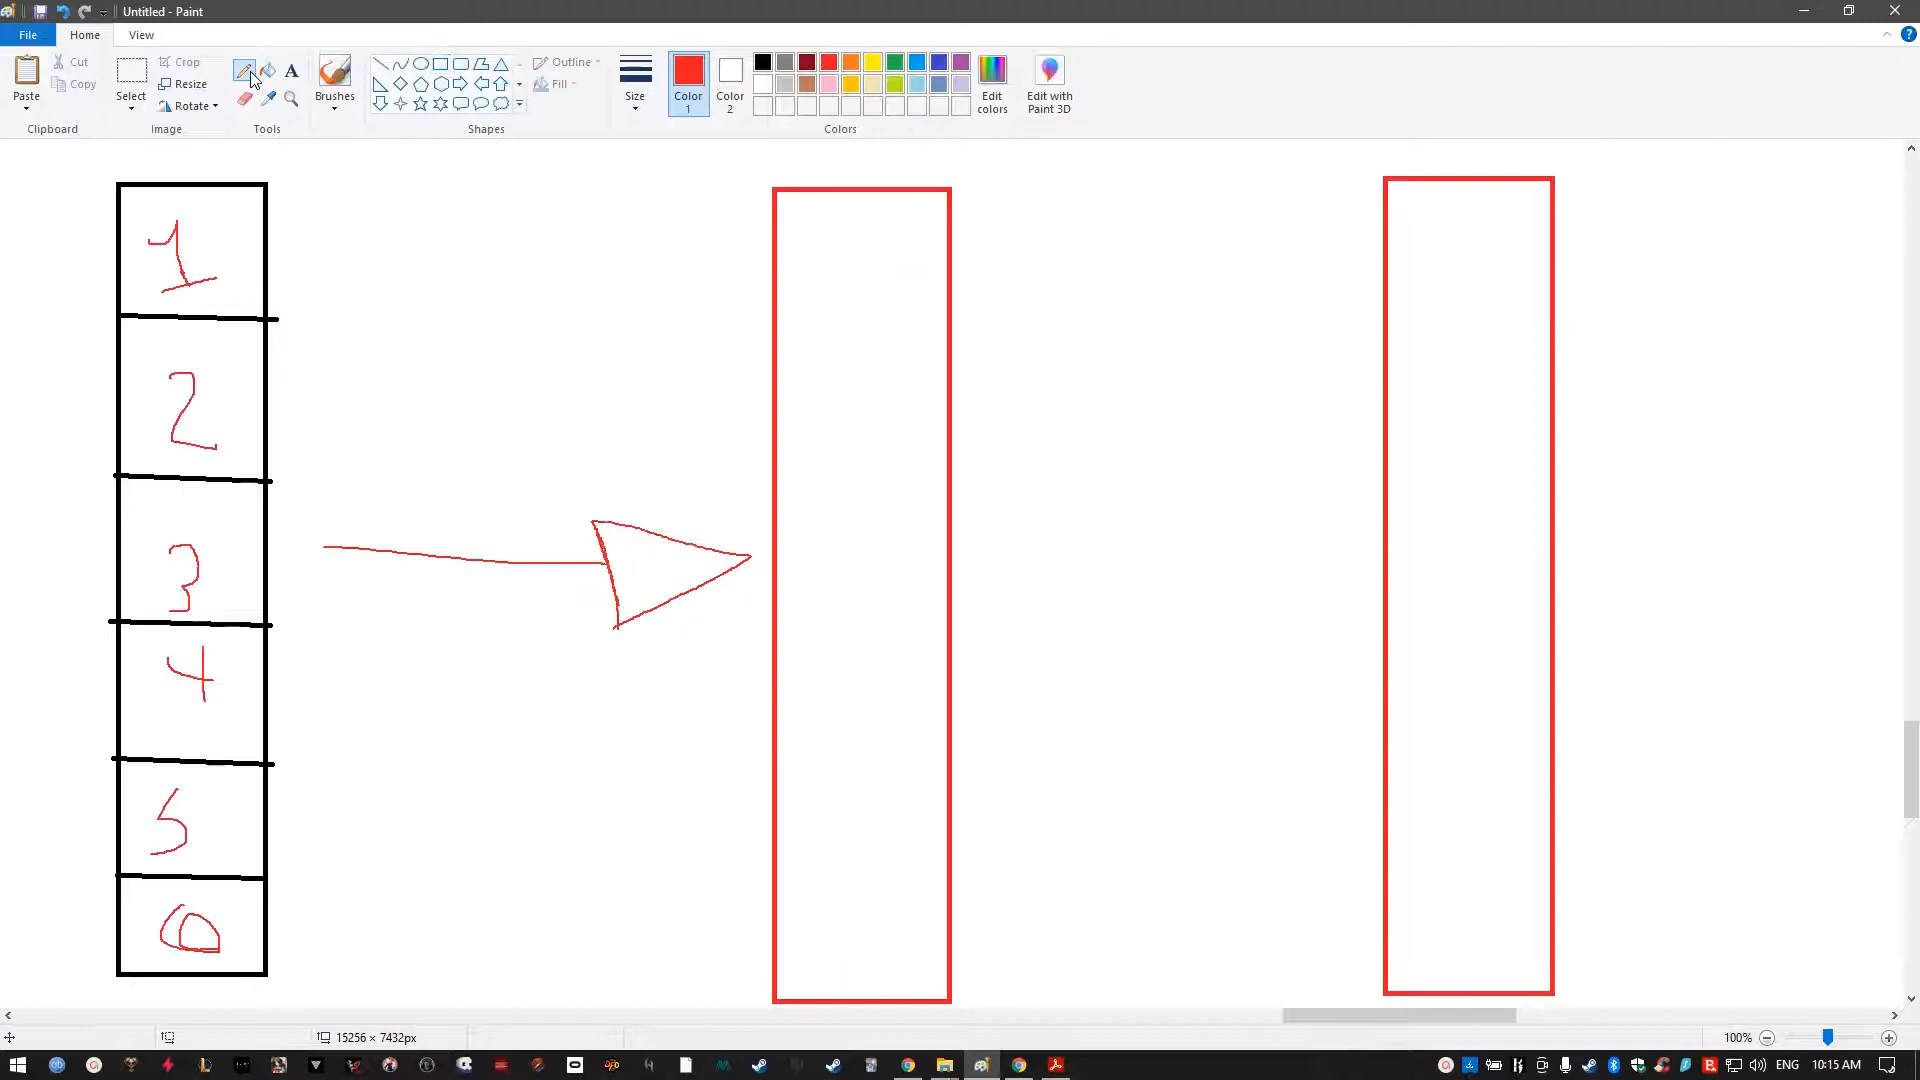 Untitled - Paint
File Home View
Cut
Copy
Paste
Clipboard
Crop
Resize
Rotate
Select
Image
A
Tools
Brushes
Outline
Fill
Shapes
Size
Color 1
Color 2
Edit colors
Edit with Paint 3D
Colors
1
2
3
4
5
6
15256 × 7432px
100%
ENG 10:15 AM